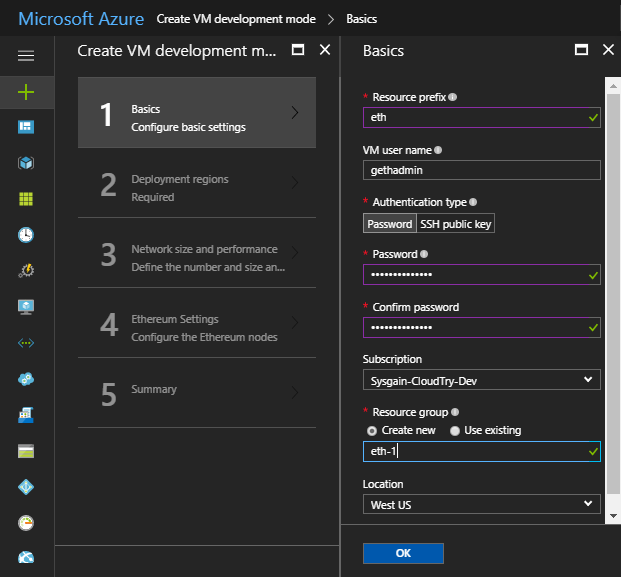 Microsoft Azure Create VM development mode > Basics
Create VM development m...
1 Basics
Configure basic settings
2 Deployment regions
Required
3 Network size and performance
Define the number and size an...
4 Ethereum Settings
Configure the Ethereum nodes
5 Summary
Basics
* Resource prefix
eth
VM user name
gethadmin
* Authentication type
Password SSH public key
* Password
••••••••••••••
* Confirm password
••••••••••••••
Subscription
Sysgain-CloudTry-Dev
* Resource group
Create new Use existing
eth-1
Location
West US
OK